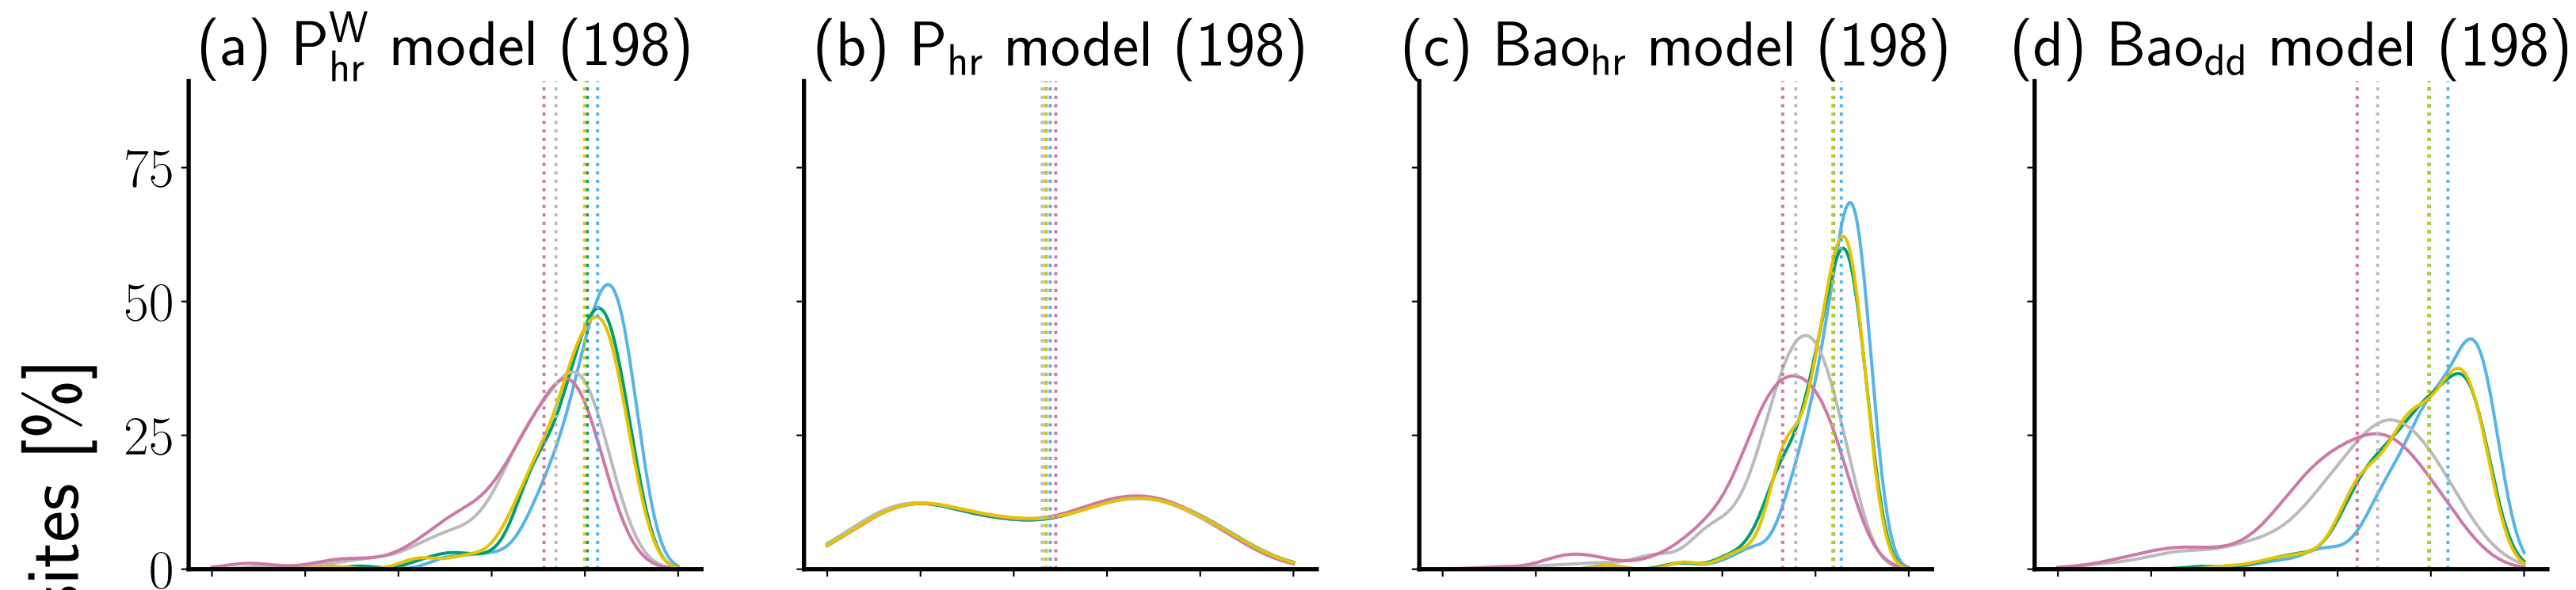 (a) P^W_hr model (198)
(b) P_hr model (198)
(c) Bao_hr model (198)
(d) Bao_dd model (198)
75
50
25
0
sites [%]